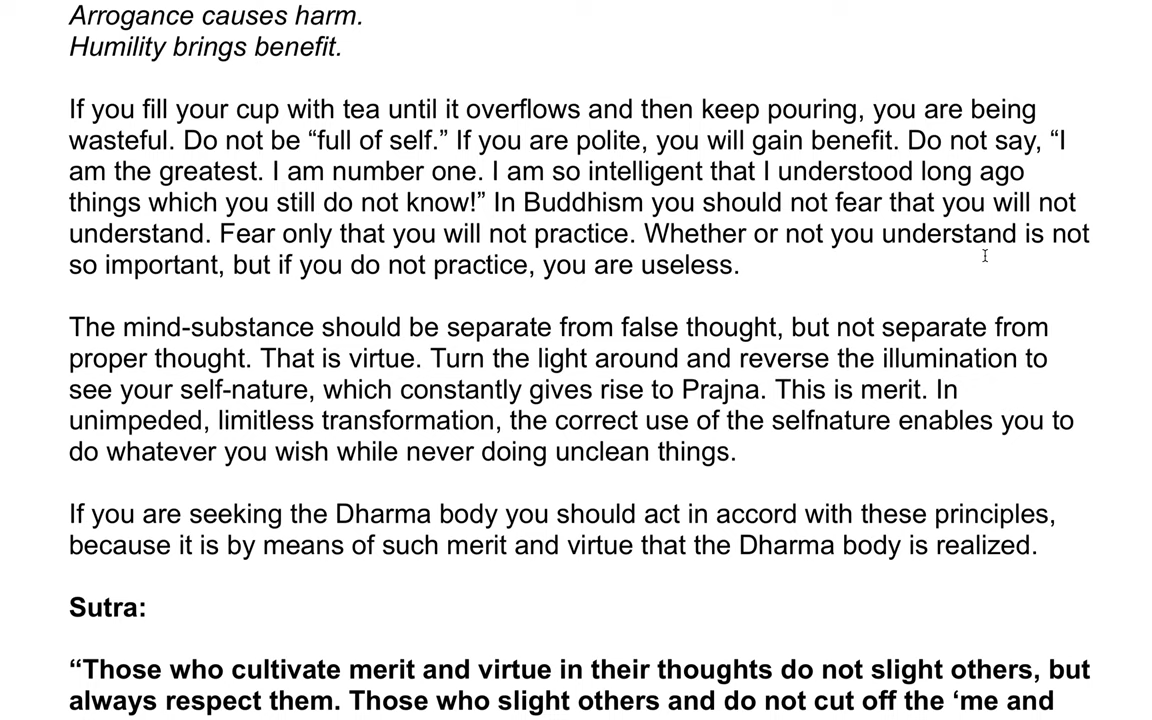 Arrogance causes harm.
Humility brings benefit.
If you fill your cup with tea until it overflows and then keep pouring, you are being
wasteful. Do not be “full of self.” If you are polite, you will gain benefit. Do not say, “I
am the greatest. I am number one. I am so intelligent that I understood long ago
things which you still do not know!” In Buddhism you should not fear that you will not
understand. Fear only that you will not practice. Whether or not you understand is not
so important, but if you do not practice, you are useless.
The mind-substance should be separate from false thought, but not separate from
proper thought. That is virtue. Turn the light around and reverse the illumination to
see your self-nature, which constantly gives rise to Prajna. This is merit. In
unimpeded, limitless transformation, the correct use of the selfnature enables you to
do whatever you wish while never doing unclean things.
If you are seeking the Dharma body you should act in accord with these principles,
because it is by means of such merit and virtue that the Dharma body is realized.
Sutra:
“Those who cultivate merit and virtue in their thoughts do not slight others, but
always respect them. Those who slight others and do not cut off the ‘me and